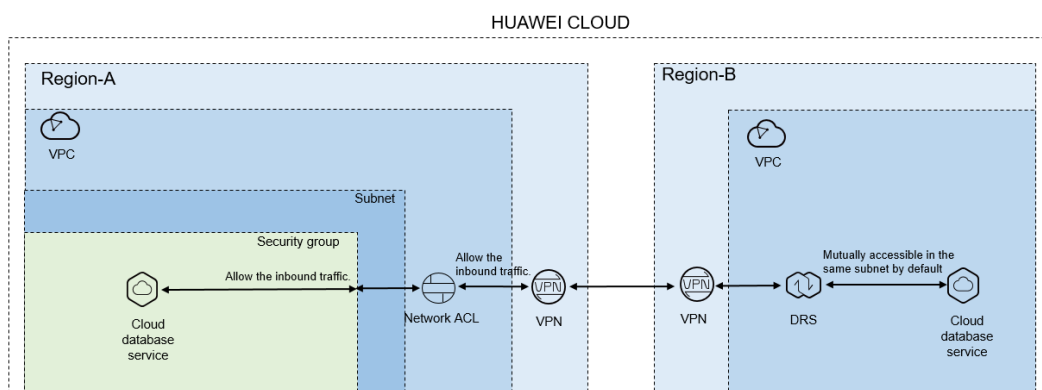 HUAWEI CLOUD
Region-A
VPC
Subnet
Security group
Allow the inbound traffic.
Cloud
database
service
Network ACL
Allow the
inbound traffic.
VPN
VPN
Region-B
VPN
VPN
VPC
DRS
Mutually accessible in the
same subnet by default
Cloud
database
service